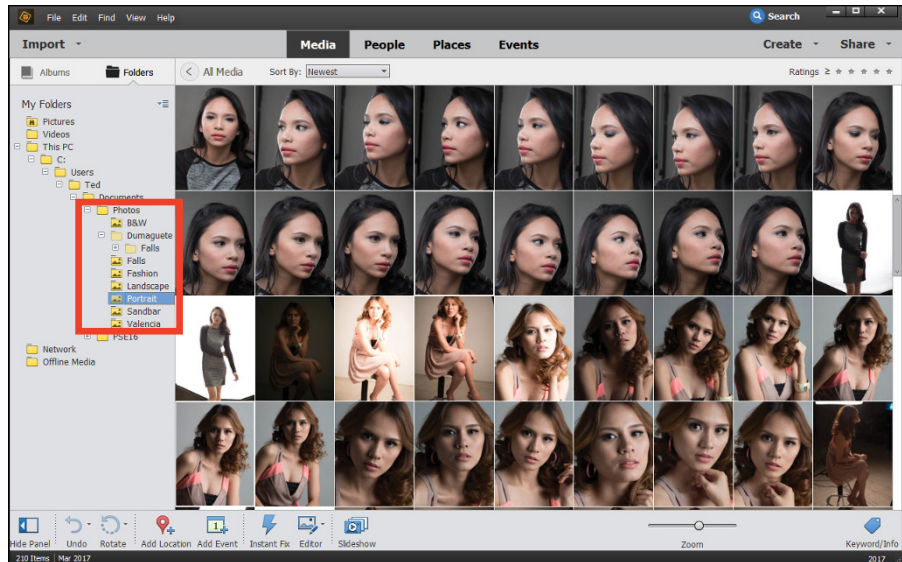 File Edit Find View Help
Search
Import
Media People Places Events
Create Share
Albums
Folders
All Media
Sort By: Newest
Ratings ≥
My Folders
Pictures
Videos
This PC
C:
Users
Ted
Documents
Photos
B&W
Dumaguete
Falls
Falls
Fashion
Landscape
Portrait
Sandbar
Valencia
PSE16
Network
Offline Media
Hide Panel Undo Rotate Add Location Add Event Instant Fix Editor Slideshow Zoom Keyword/Info
210 Items Mar 2017 2017